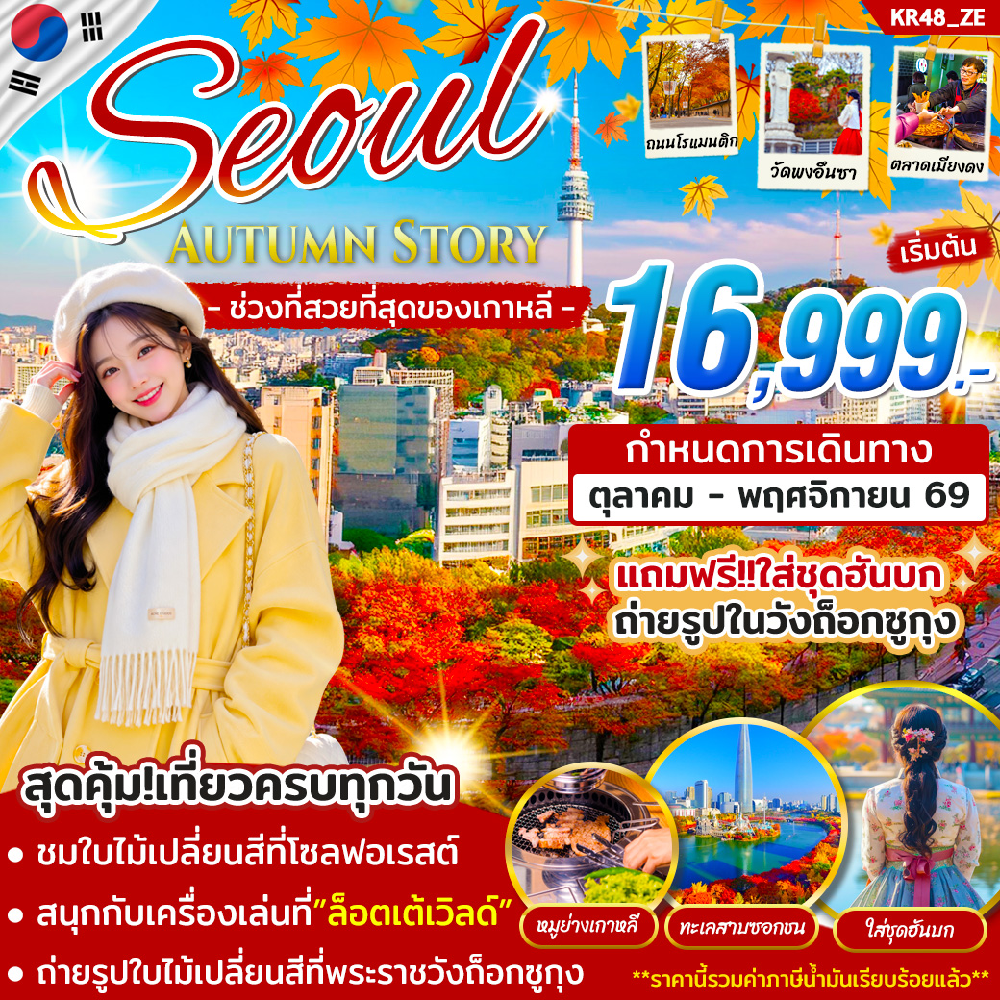 KR48_ZE
Seoul
AUTUMN STORY
- ช่วงที่สวยที่สุดของเกาหลี -
ถนนโรแมนติก
วัดพงอึนซา
ตลาดเมียงดง
เริ่มต้น
16,999.-
กำหนดการเดินทาง
ตุลาคม - พฤศจิกายน 69
แถมฟรี!!ใส่ชุดฮันบก
ถ่ายรูปในวังถ็อกซูกุง
สุดคุ้ม!เที่ยวครบทุกวัน
• ชมใบไม้เปลี่ยนสีที่โซลฟอเรสต์
• สนุกกับเครื่องเล่นที่"ล็อตเต้เวิลด์"
• ถ่ายรูปใบไม้เปลี่ยนสีที่พระราชวังถ็อกซูกุง
หมูย่างเกาหลี
ทะเลสาบซอกชน
ใส่ชุดฮันบก
**ราคานี้รวมค่าภาษีน้ำมันเรียบร้อยแล้ว**